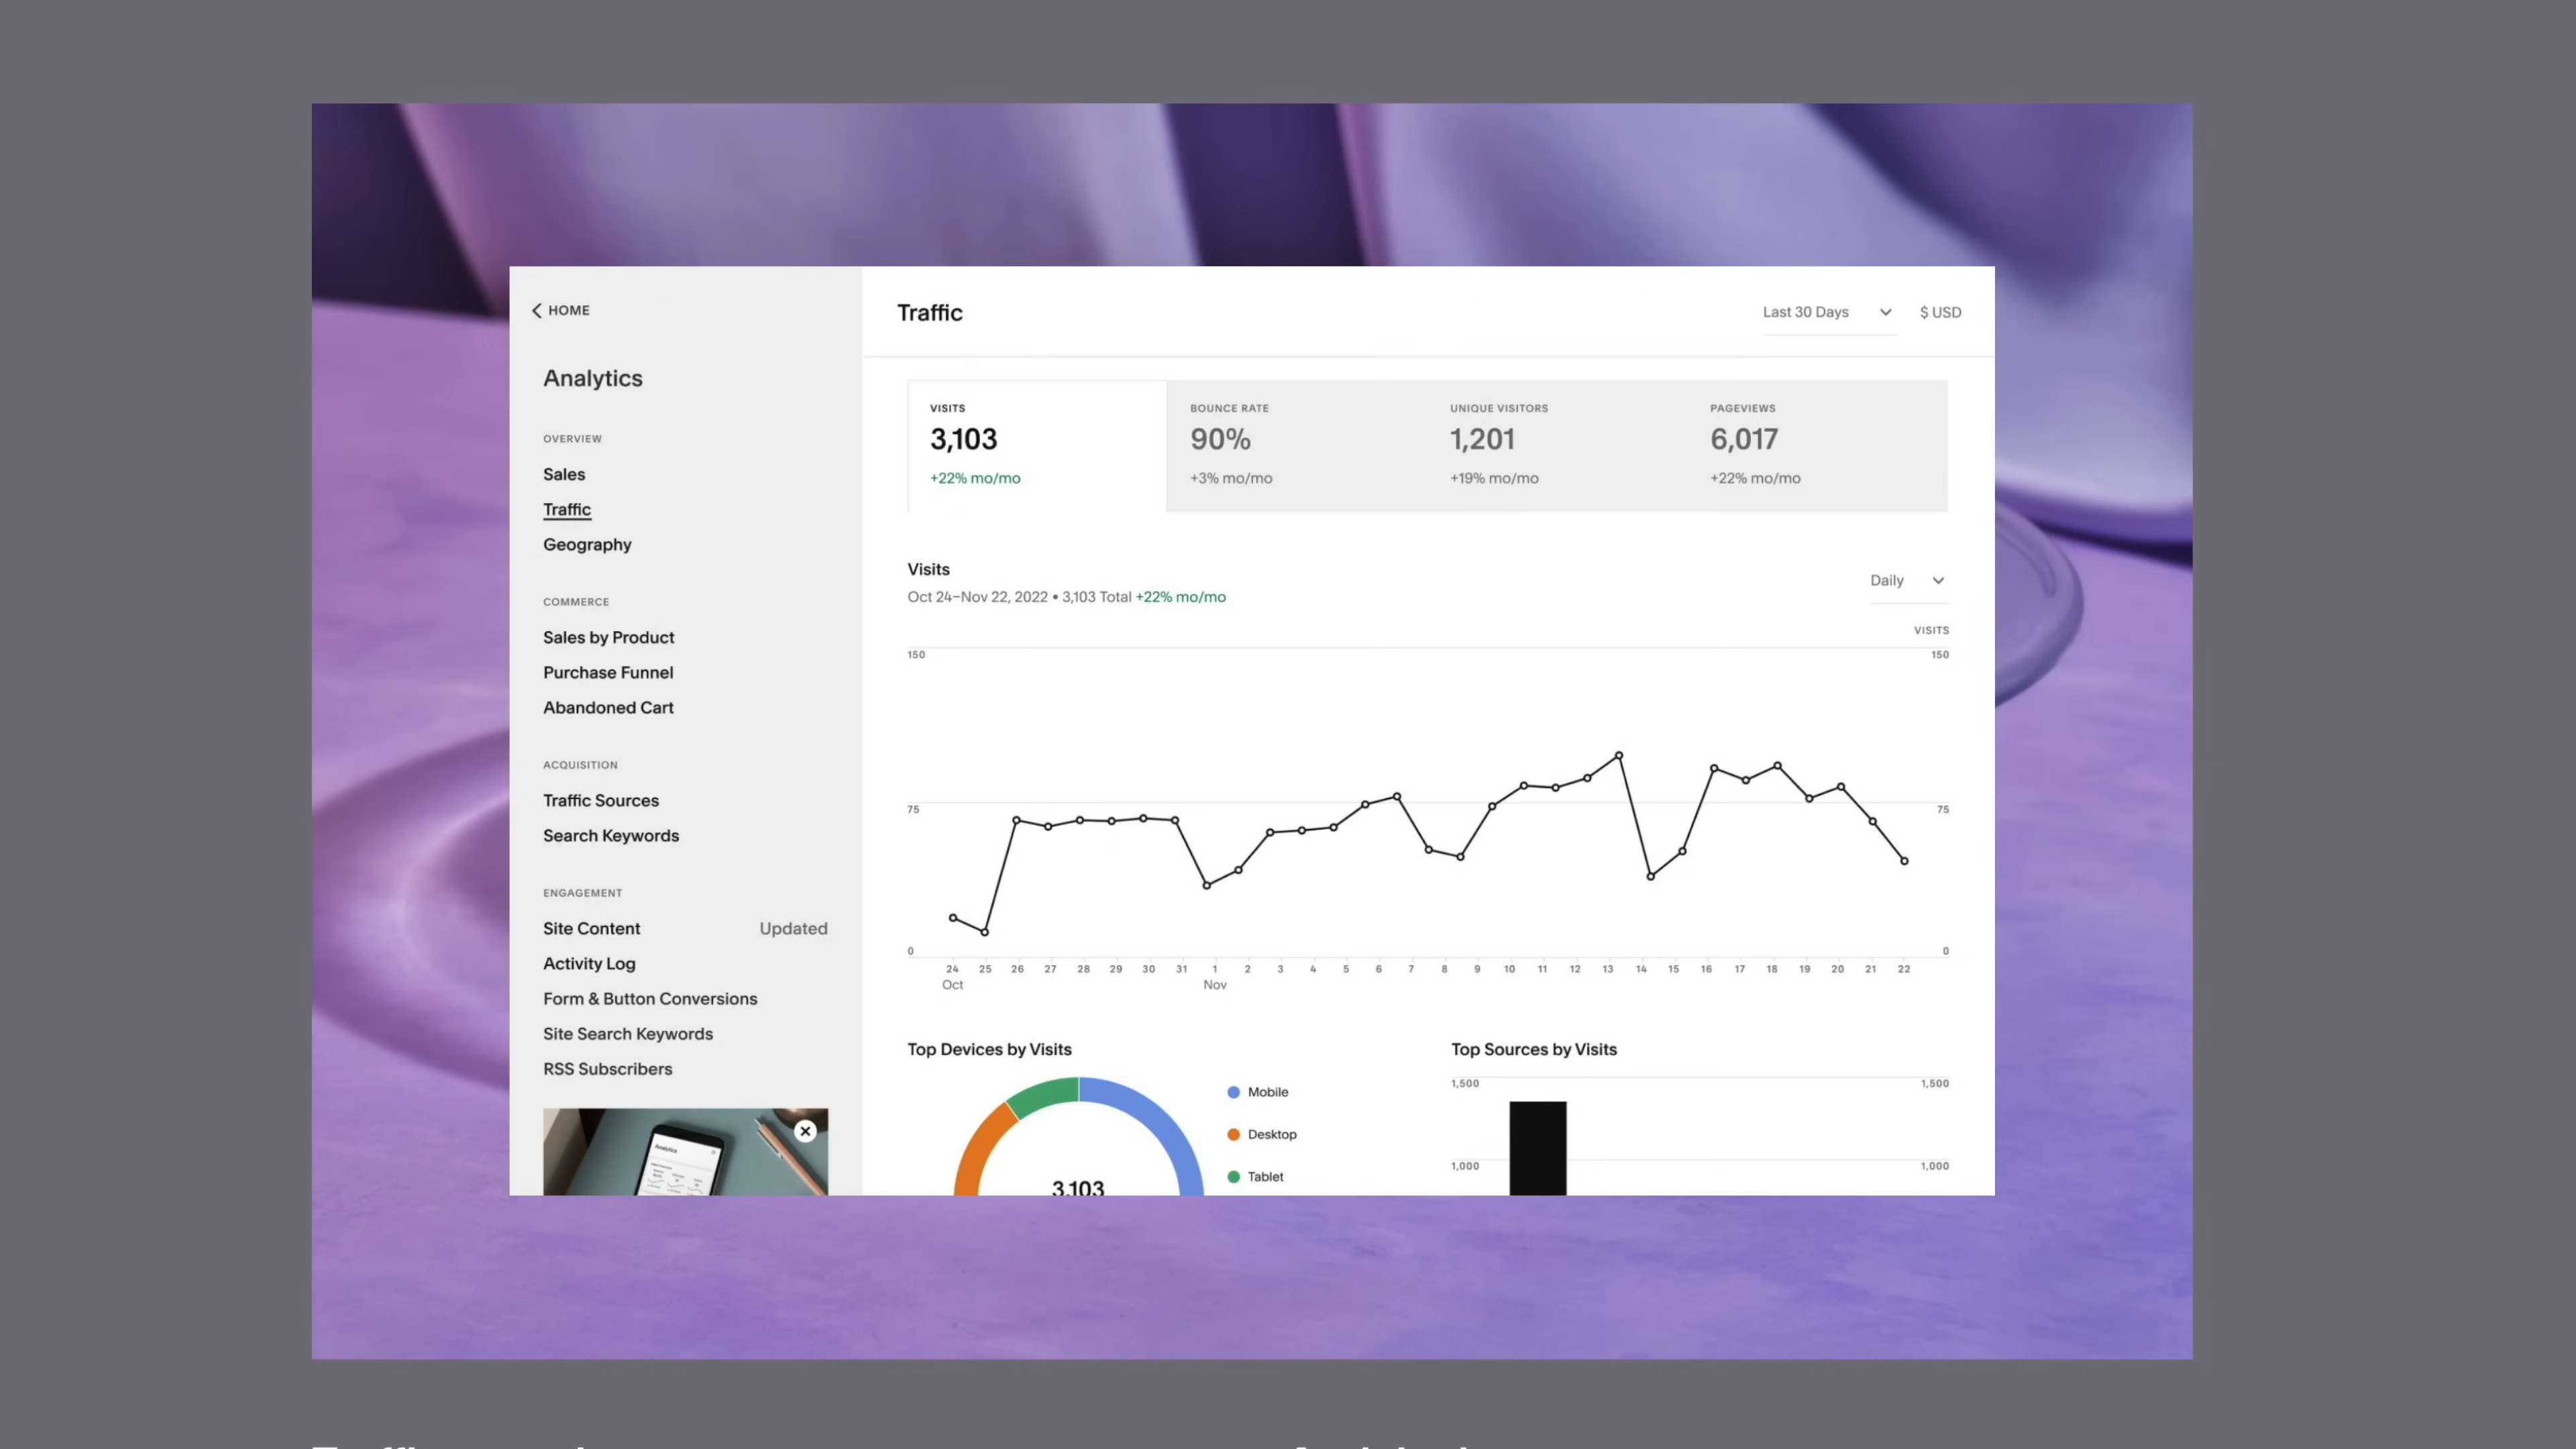 HOME
Analytics
OVERVIEW
Sales
Traffic
Geography
COMMERCE
Sales by Product
Purchase Funnel
Abandoned Cart
ACQUISITION
Traffic Sources
Search Keywords
ENGAGEMENT
Site Content Updated
Activity Log
Form & Button Conversions
Site Search Keywords
RSS Subscribers
Analytics
Traffic
Last 30 Days $ USD
VISITS BOUNCE RATE UNIQUE VISITORS PAGEVIEWS
3,103 90% 1,201 6,017
+22% mo/mo +3% mo/mo +19% mo/mo +22% mo/mo
Visits
Oct 24–Nov 22, 2022 • 3,103 Total +22% mo/mo
Daily
VISITS
150 150
75 75
0 0
24 25 26 27 28 29 30 31 1 2 3 4 5 6 7 8 9 10 11 12 13 14 15 16 17 18 19 20 21 22
Oct Nov
Top Devices by Visits
Mobile
Desktop
Tablet
3,103
Top Sources by Visits
1,500 1,500
1,000 1,000